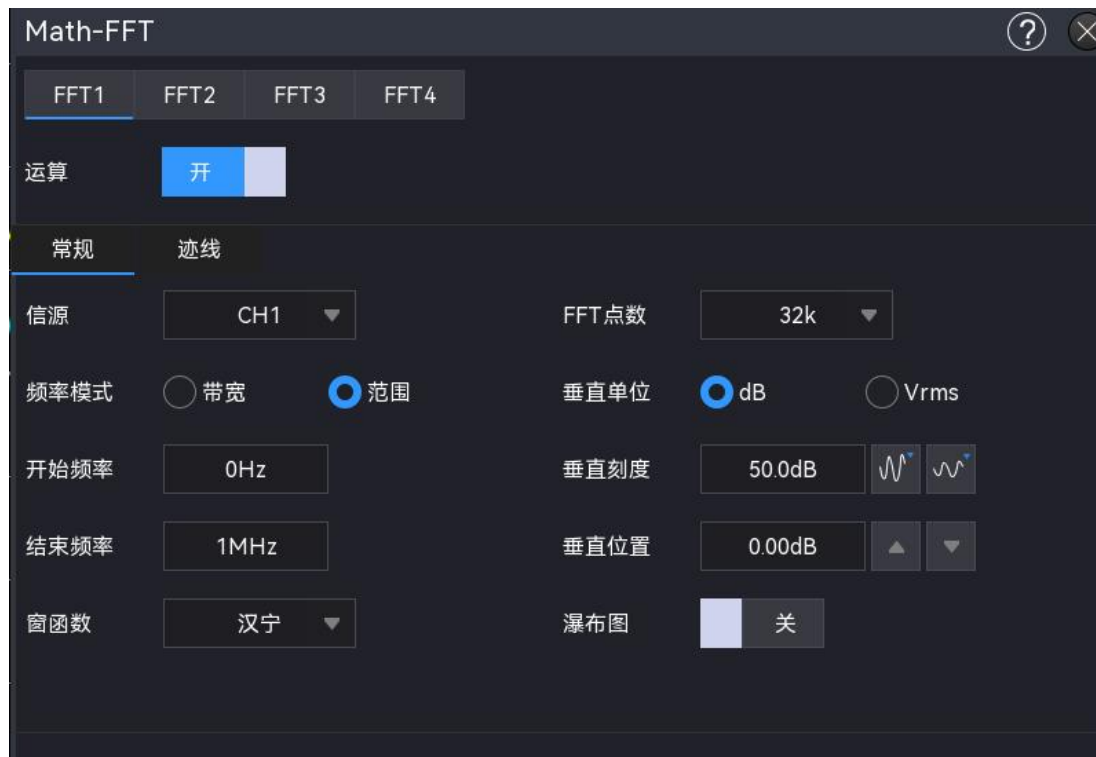 Math-FFT ?
FFT1 FFT2 FFT3 FFT4
运算 开
常规 迹线
信源 CH1 FFT点数 32k
频率模式 带宽 范围 垂直单位 dB Vrms
开始频率 0Hz 垂直刻度 50.0dB
结束频率 1MHz 垂直位置 0.00dB
窗函数 汉宁 瀑布图 关